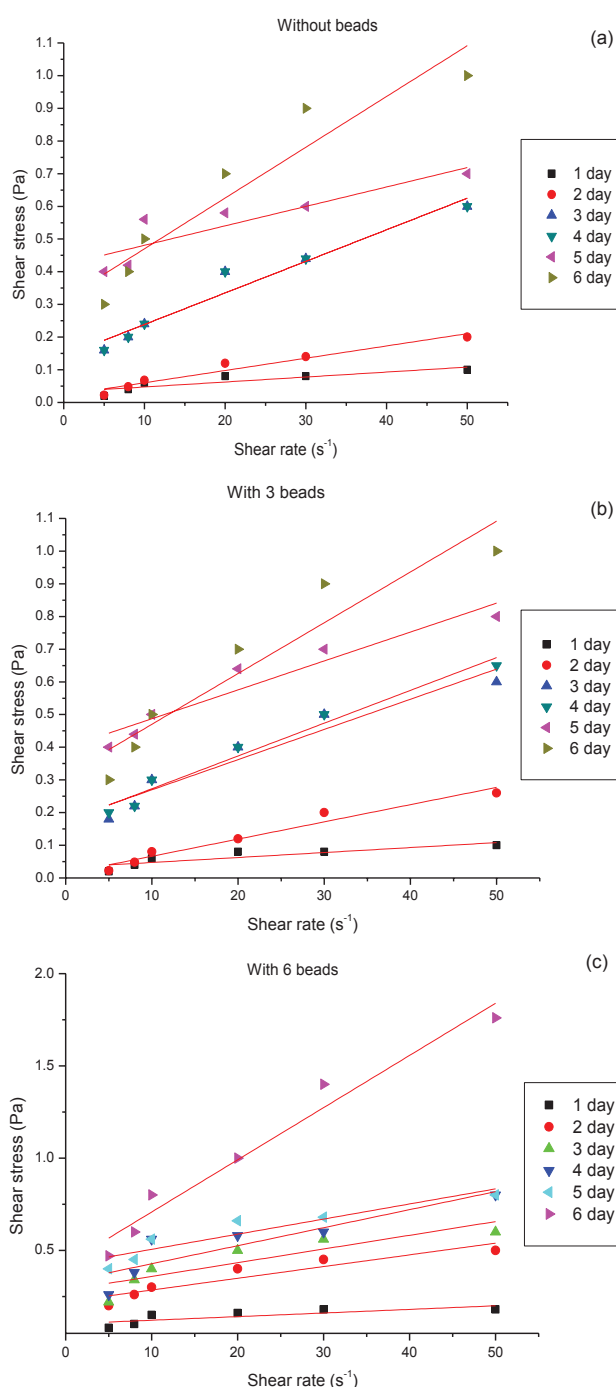 Without beads
(a)
1.1
1.0
0.9
0.8
0.7
0.6
0.5
0.4
0.3
0.2
0.1
0.0
Shear stress (Pa)
0 10 20 30 40 50
Shear rate (s⁻¹)
1 day
2 day
3 day
4 day
5 day
6 day
With 3 beads
(b)
1.1
1.0
0.9
0.8
0.7
0.6
0.5
0.4
0.3
0.2
0.1
0.0
Shear stress (Pa)
0 10 20 30 40 50
Shear rate (s⁻¹)
1 day
2 day
3 day
4 day
5 day
6 day
With 6 beads
(c)
2.0
1.5
1.0
0.5
Shear stress (Pa)
0 10 20 30 40 50
Shear rate (s⁻¹)
1 day
2 day
3 day
4 day
5 day
6 day